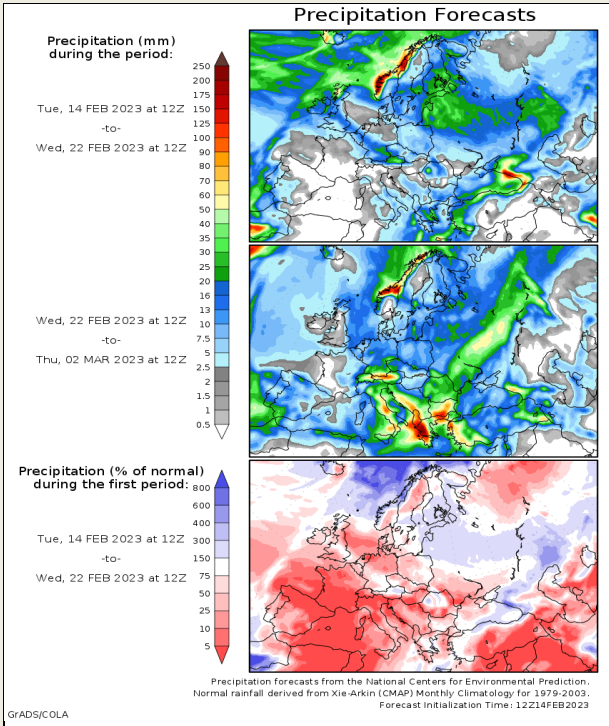 Precipitation Forecasts
Precipitation (mm)
during the period:
Tue, 14 FEB 2023 at 12Z
-to-
Wed, 22 FEB 2023 at 12Z
250
200
175
150
125
100
90
80
70
60
50
40
35
30
25
20
16
13
10
7.5
5
2.5
2
1.5
1
0.5
Wed, 22 FEB 2023 at 12Z
-to-
Thu, 02 MAR 2023 at 12Z
Precipitation (% of normal)
during the first period:
Tue, 14 FEB 2023 at 12Z
-to-
Wed, 22 FEB 2023 at 12Z
800
600
400
300
150
75
50
25
10
5
Precipitation forecasts from the National Centers for Environmental Prediction.
Normal rainfall derived from Xie-Arkin (CMAP) Monthly Climatology for 1979-2003.
Forecast Initialization Time: 12Z14FEB2023
GrADS/COLA